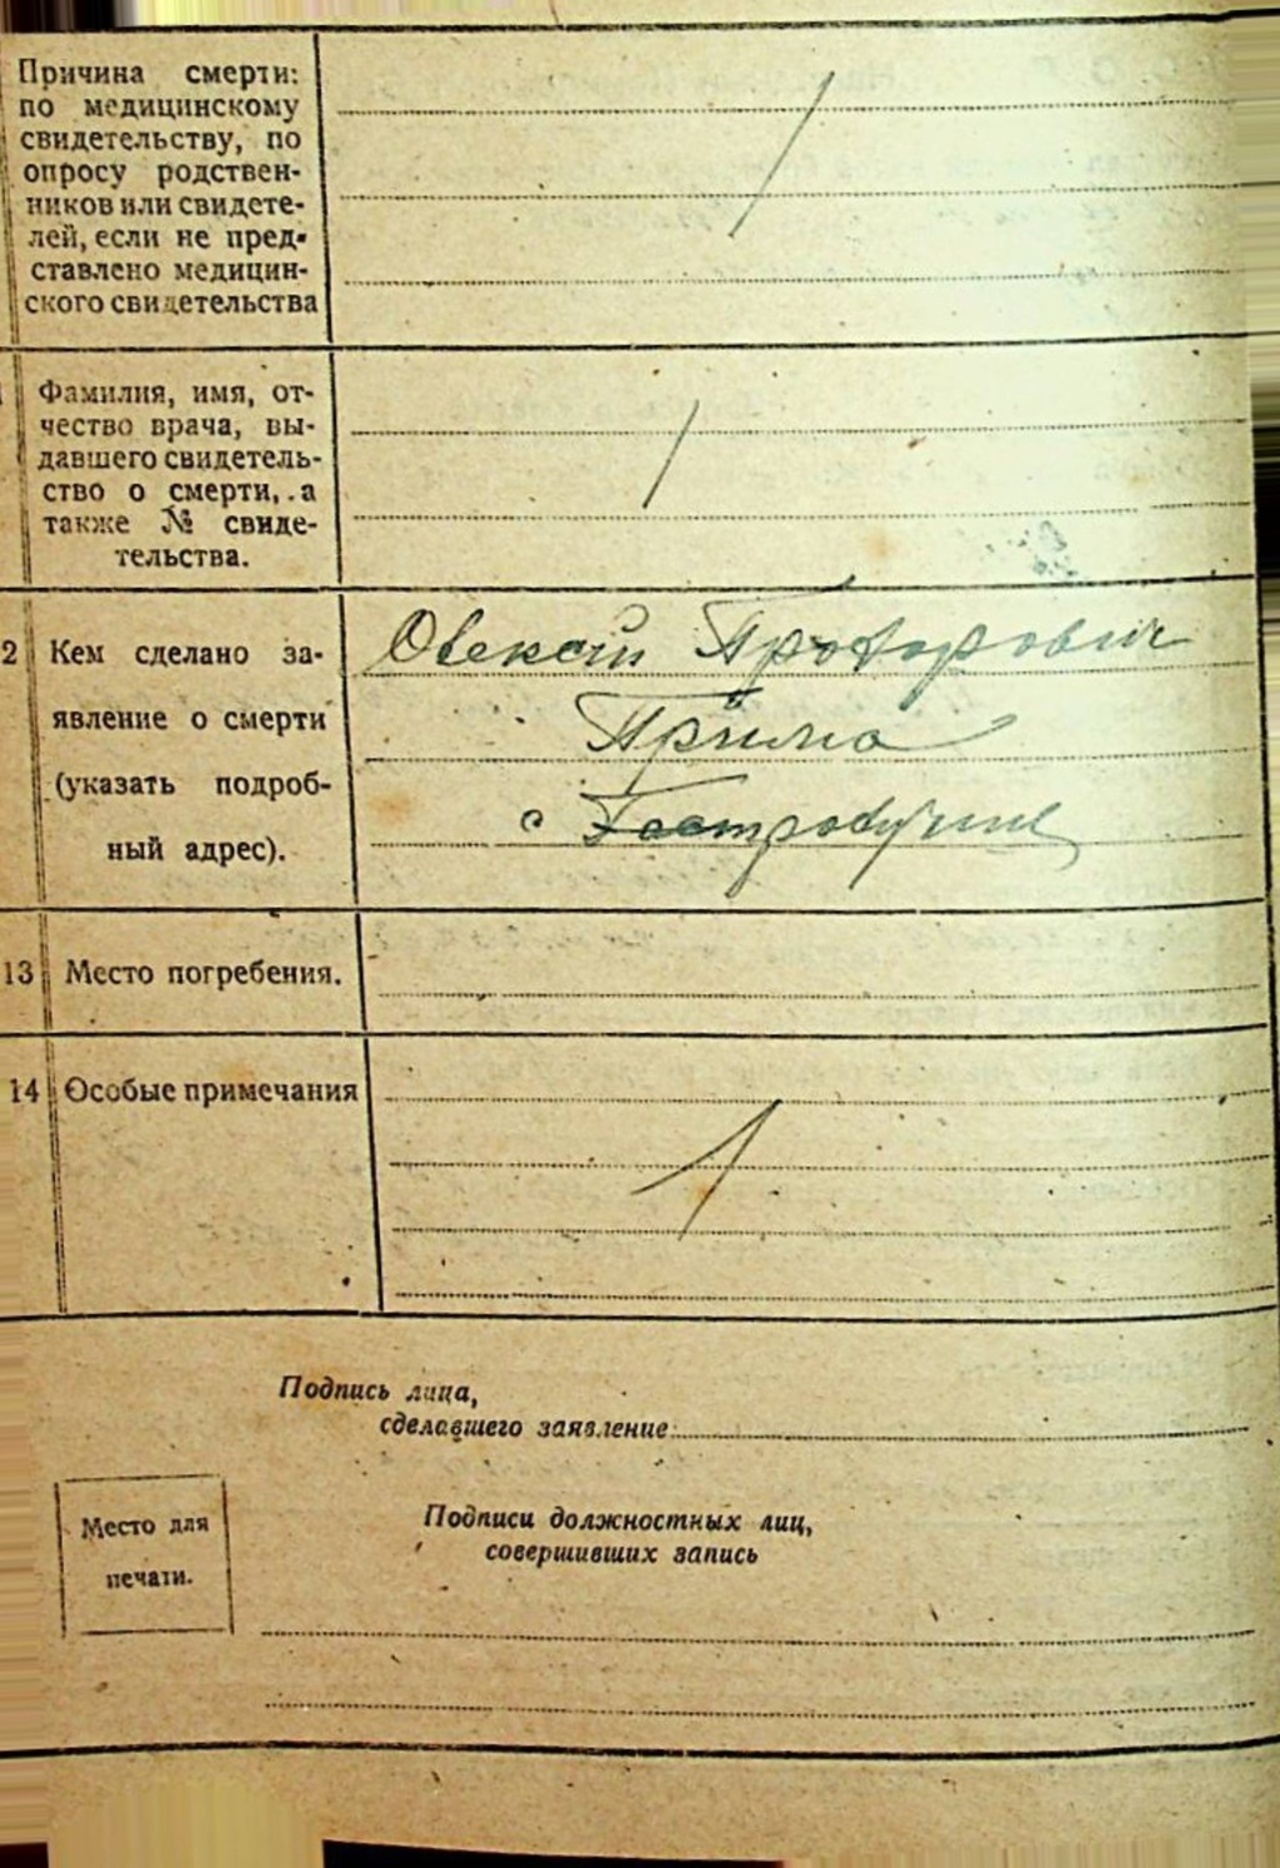 Причина смерти:
по медицинскому
свидетельству, по
опросу родствен-
ников или свидете-
лей, если не пред-
ставлено медицин-
ского свидетельства
Фамилия, имя, от-
чество врача, вы-
давшего свидетель-
ство о смерти, а
также № свиде-
тельства.
2 Кем сделано за-
явление о смерти
(указать подроб-
ный адрес).
Прохорович
Прийма
с
13 Место погребения.
14 Особые примечания
Подпись лица,
сделавшего заявление
Место для
печати.
Подписи должностных лиц,
совершивших запись